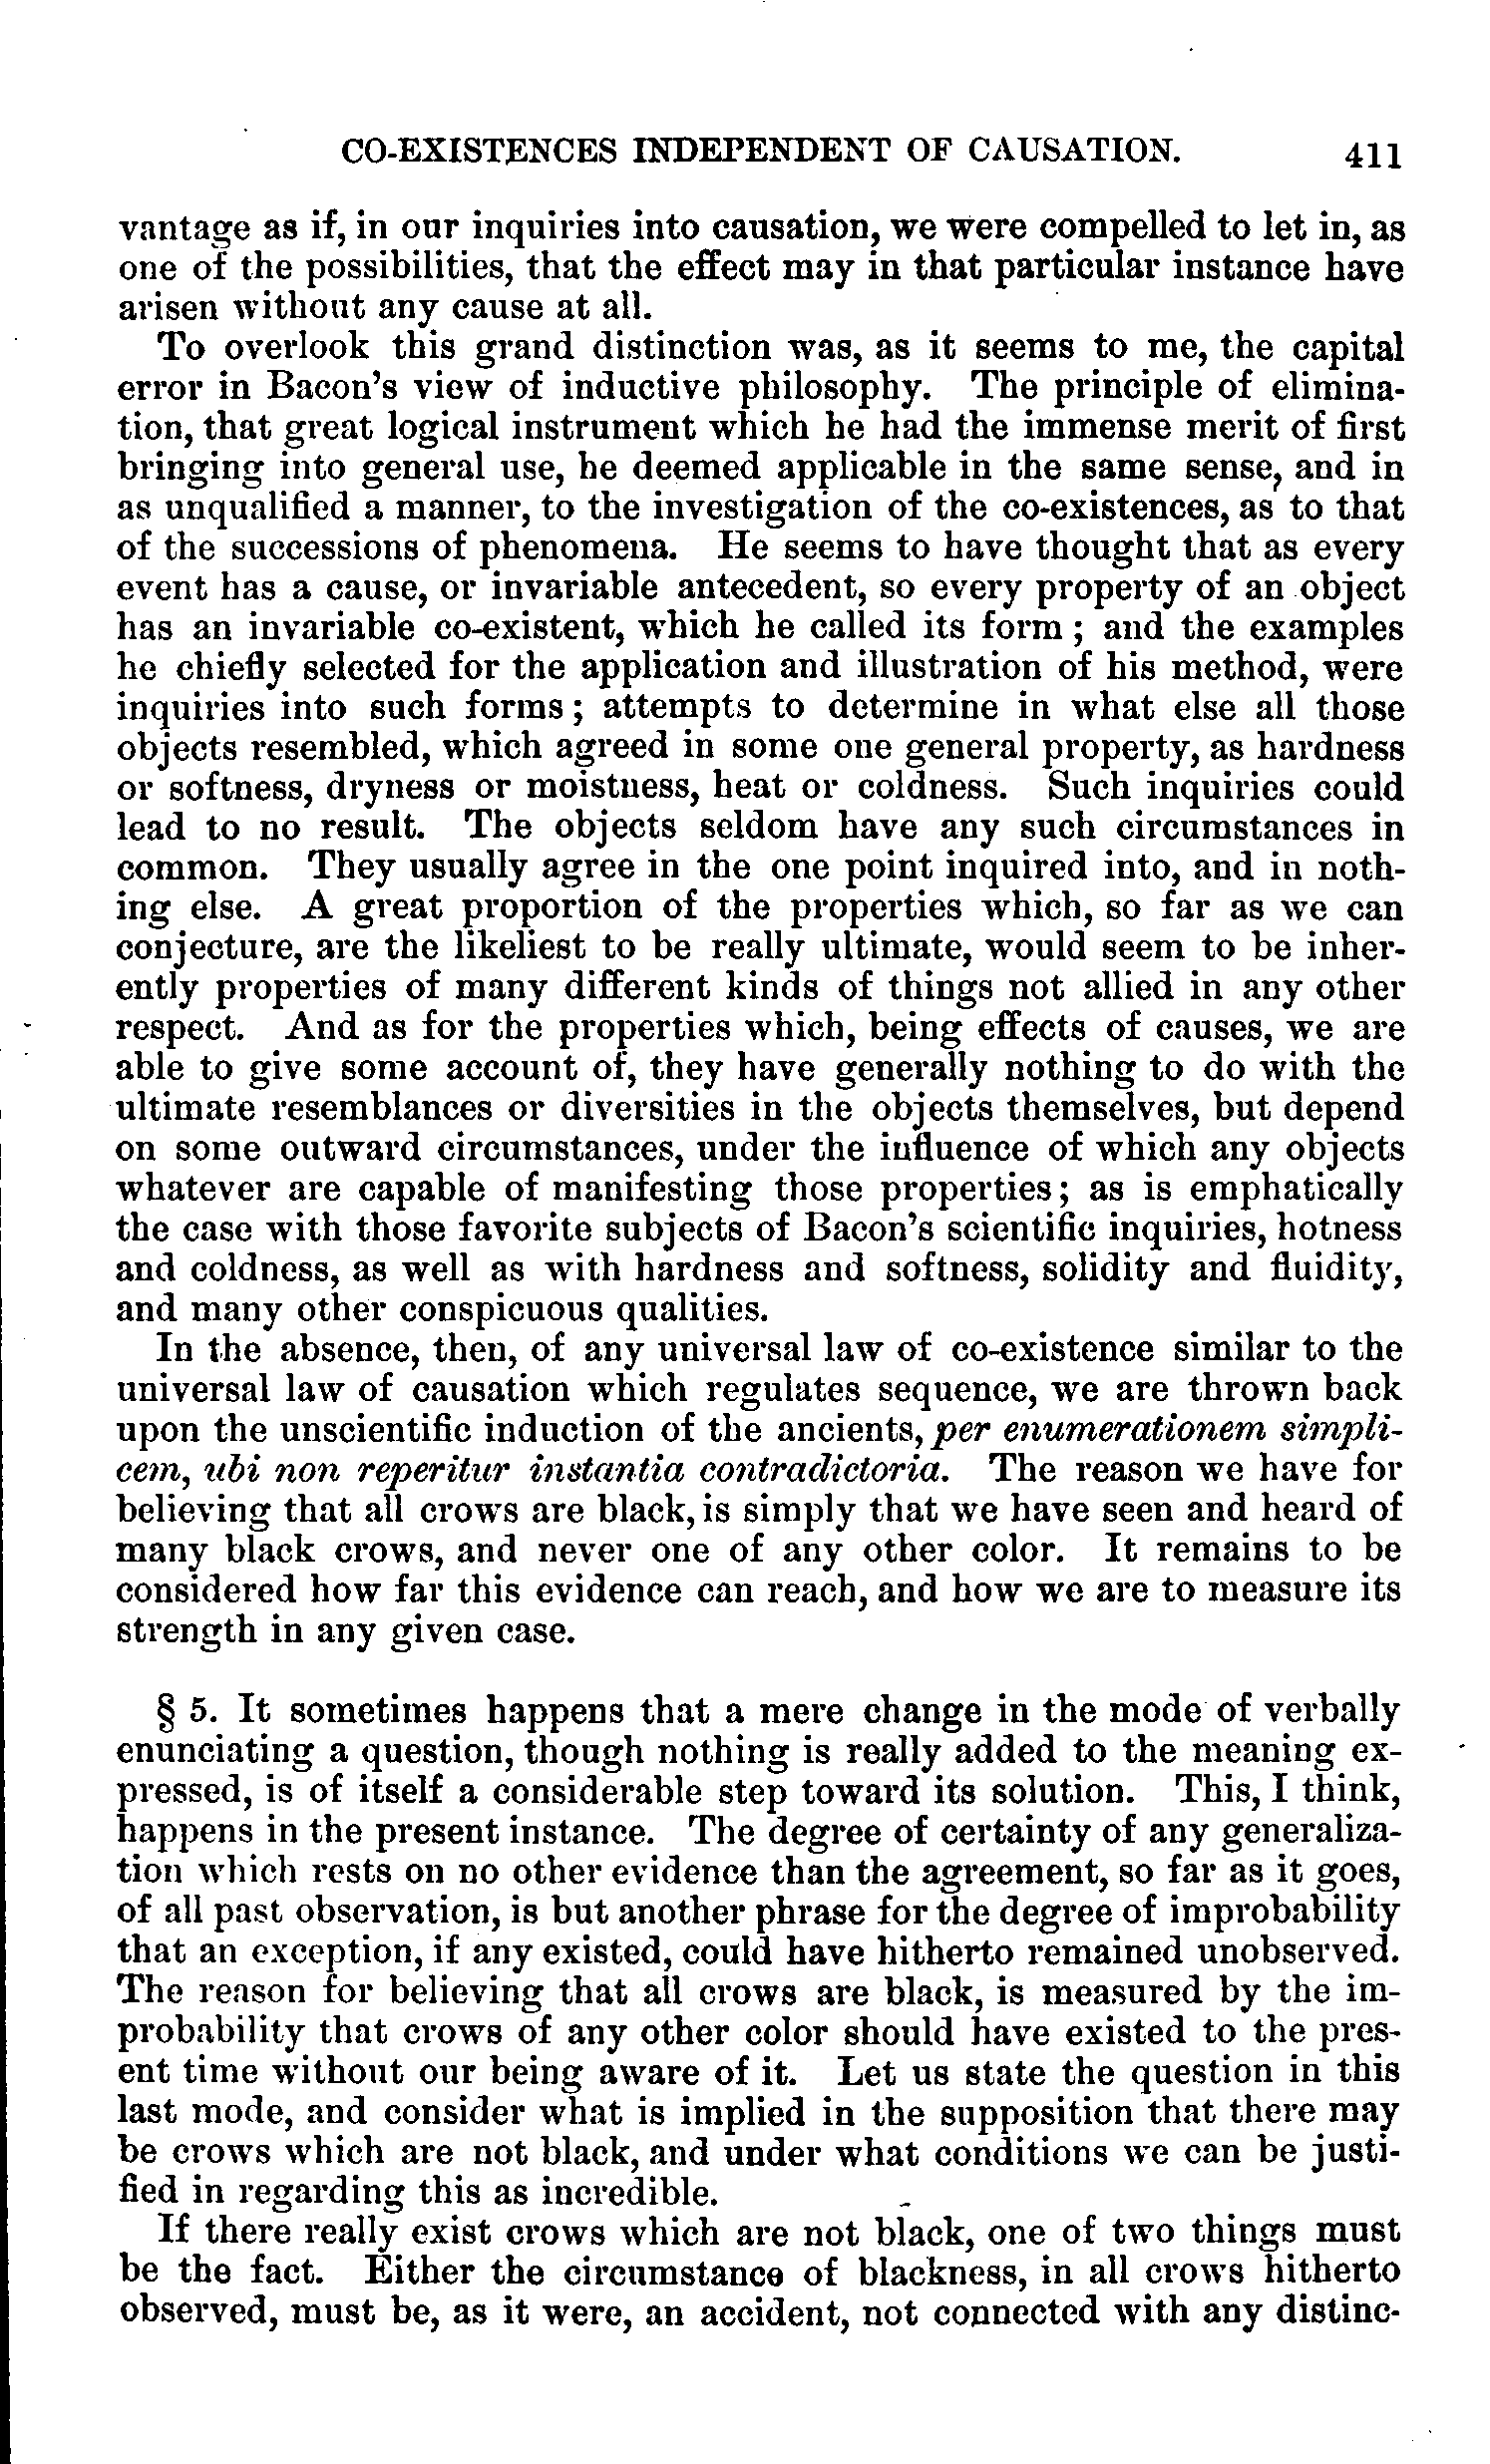 CO-EXISTENCES INDEPENDENT OF CAUSATION. 411
vantage as if, in our inquiries into causation, we were compelled to let in, as
one of the possibilities, that the effect may in that particular instance have
arisen without any cause at all.
To overlook this grand distinction was, as it seems to me, the capital
error in Bacon's view of inductive philosophy. The principle of elimina-
tion, that great logical instrument which he had the immense merit of first
bringing into general use, he deemed applicable in the same sense, and in
as unqualified a manner, to the investigation of the co-existences, as to that
of the successions of phenomena. He seems to have thought that as every
event has a cause, or invariable antecedent, so every property of an object
has an invariable co-existent, which he called its form; and the examples
he chiefly selected for the application and illustration of his method, were
inquiries into such forms; attempts to determine in what else all those
objects resembled, which agreed in some one general property, as hardness
or softness, dryness or moistness, heat or coldness. Such inquiries could
lead to no result. The objects seldom have any such circumstances in
common. They usually agree in the one point inquired into, and in noth-
ing else. A great proportion of the properties which, so far as we can
conjecture, are the likeliest to be really ultimate, would seem to be inher-
ently properties of many different kinds of things not allied in any other
respect. And as for the properties which, being effects of causes, we are
able to give some account of, they have generally nothing to do with the
ultimate resemblances or diversities in the objects themselves, but depend
on some outward circumstances, under the influence of which any objects
whatever are capable of manifesting those properties; as is emphatically
the case with those favorite subjects of Bacon's scientific inquiries, hotness
and coldness, as well as with hardness and softness, solidity and fluidity,
and many other conspicuous qualities.
In the absence, then, of any universal law of co-existence similar to the
universal law of causation which regulates sequence, we are thrown back
upon the unscientific induction of the ancients, per enumerationem simpli-
cem, ubi non reperitur instantia contradictoria. The reason we have for
believing that all crows are black, is simply that we have seen and heard of
many black crows, and never one of any other color. It remains to be
considered how far this evidence can reach, and how we are to measure its
strength in any given case.
§ 5. It sometimes happens that a mere change in the mode of verbally
enunciating a question, though nothing is really added to the meaning ex-
pressed, is of itself a considerable step toward its solution. This, I think,
happens in the present instance. The degree of certainty of any generaliza-
tion which rests on no other evidence than the agreement, so far as it goes,
of all past observation, is but another phrase for the degree of improbability
that an exception, if any existed, could have hitherto remained unobserved.
The reason for believing that all crows are black, is measured by the im-
probability that crows of any other color should have existed to the pres-
ent time without our being aware of it. Let us state the question in this
last mode, and consider what is implied in the supposition that there may
be crows which are not black, and under what conditions we can be justi-
fied in regarding this as incredible.
If there really exist crows which are not black, one of two things must
be the fact. Either the circumstance of blackness, in all crows hitherto
observed, must be, as it were, an accident, not connected with any distinc-